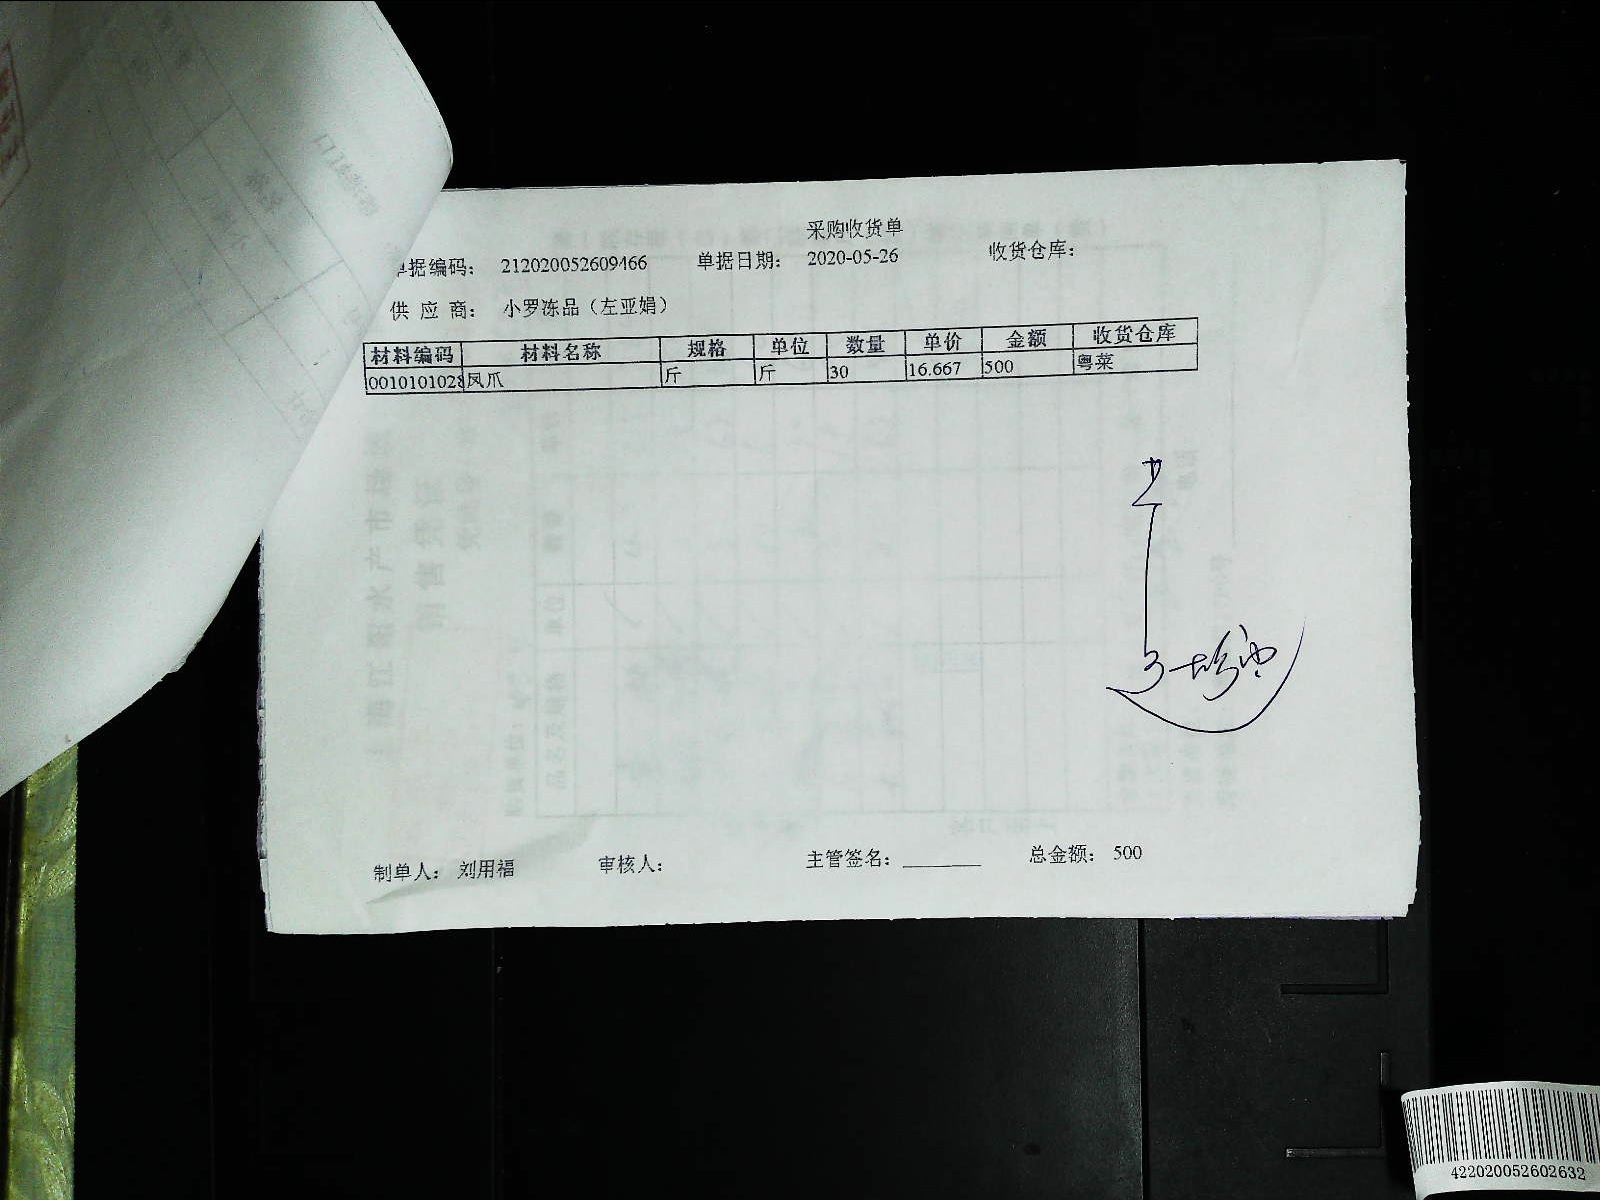 采购收货单
单据编码： 212020052609466 单据日期： 2020-05-26 收货仓库：
供 应 商： 小罗冻品（左亚娟）
材料编码 材料名称 规格 单位 数量 单价 金额 收货仓库
0010101028 凤爪 斤 斤 30 16.667 500 粤菜
制单人： 刘用福 审核人： 主管签名：________ 总金额： 500
422020052602632